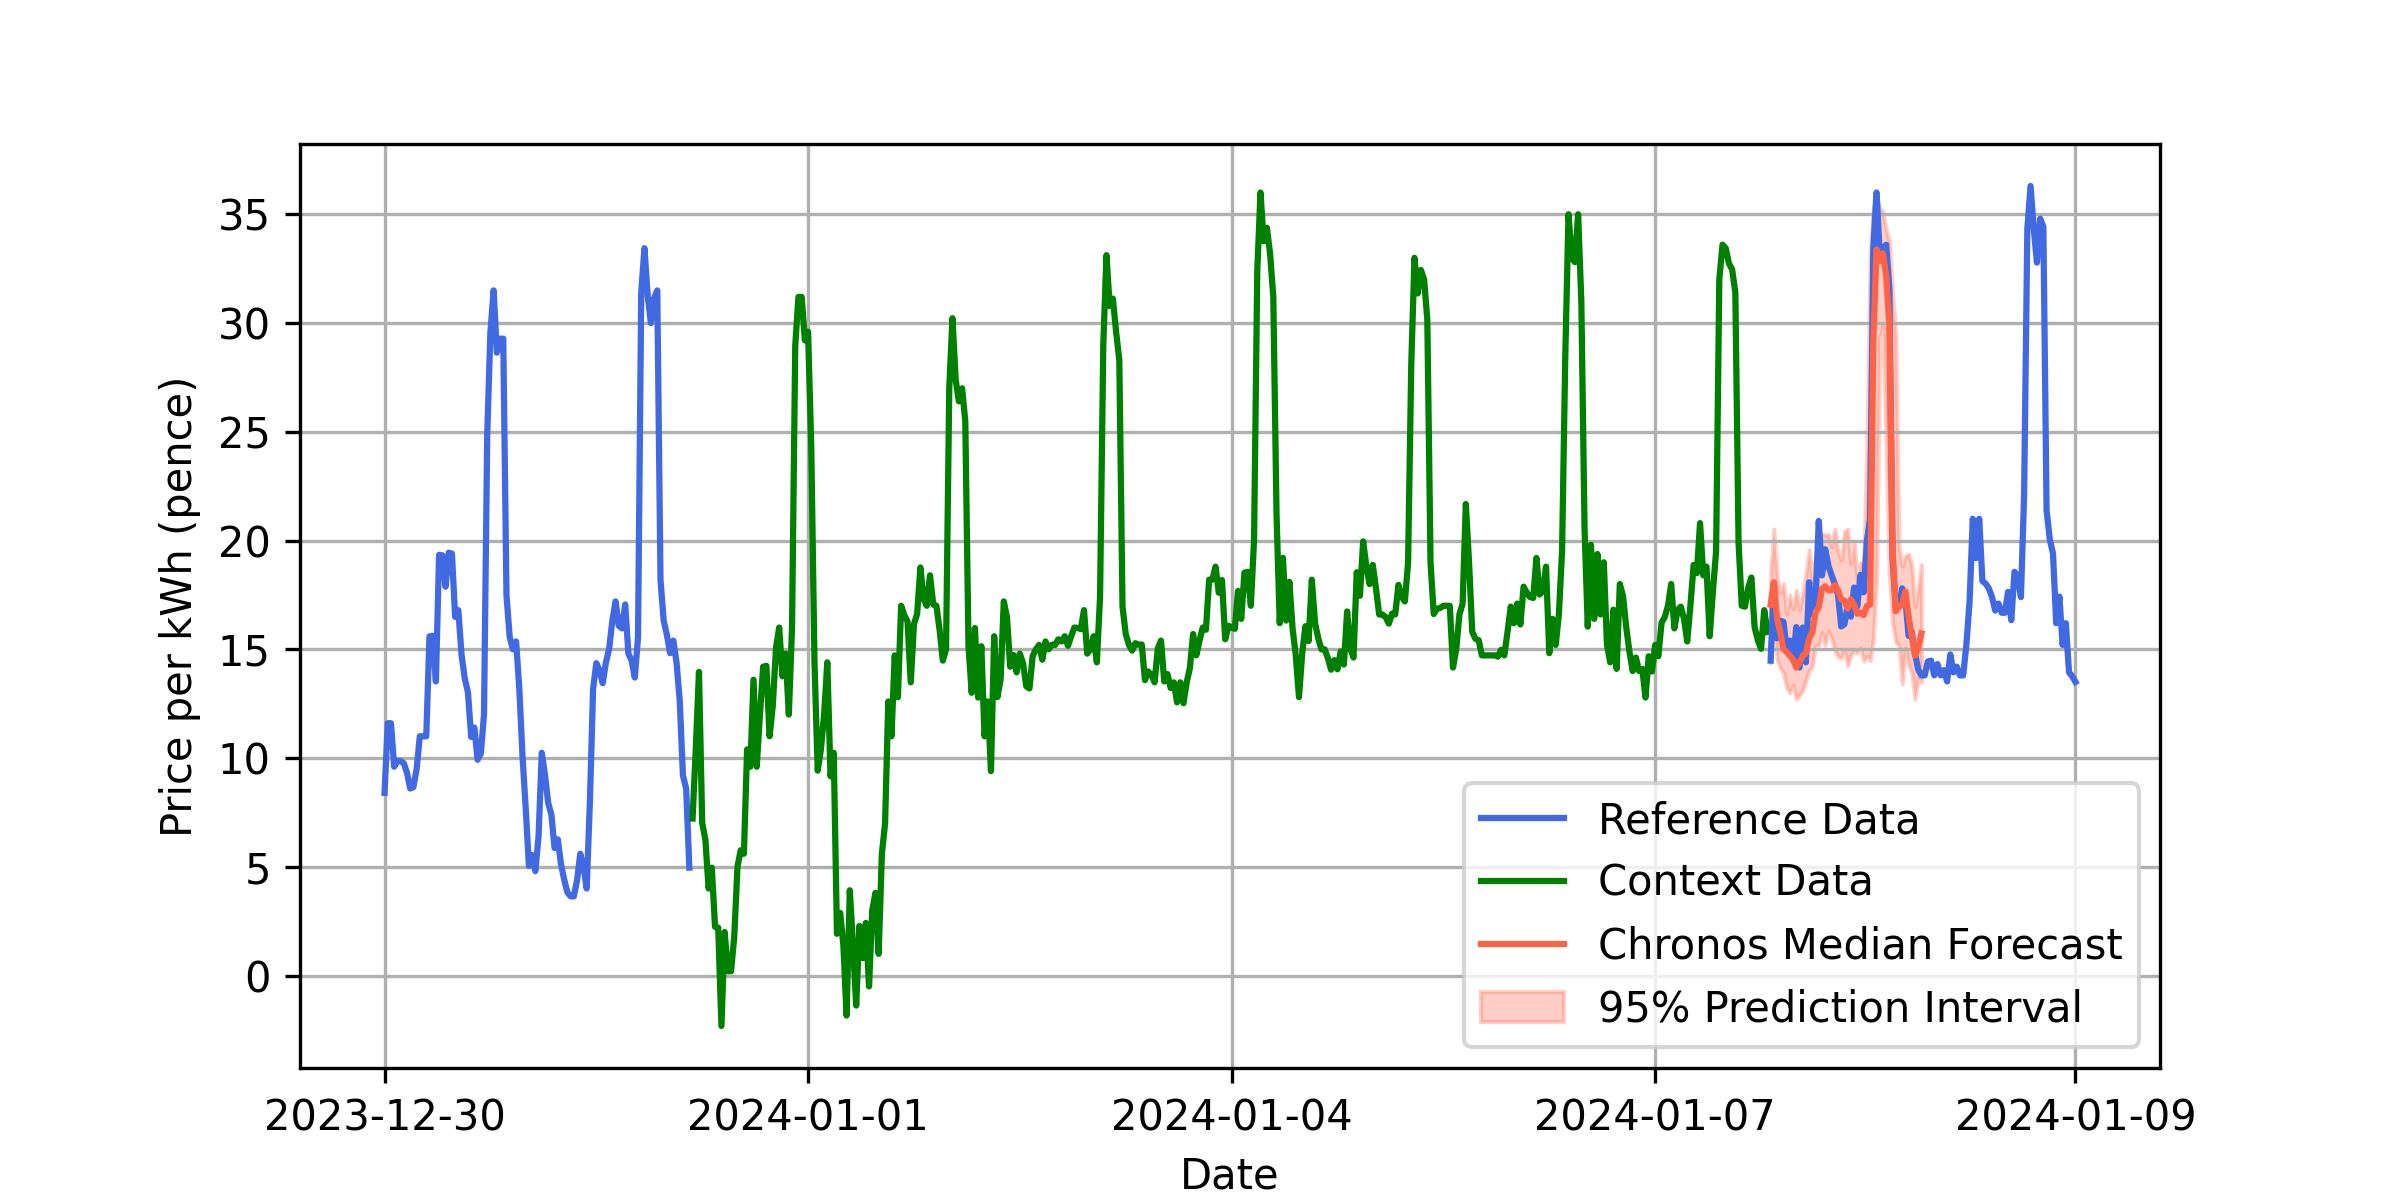 Price per kWh (pence)
35
30
25
20
15
10
5
0
Reference Data
Context Data
Chronos Median Forecast
95% Prediction Interval
2023-12-30 2024-01-01 2024-01-04 2024-01-07 2024-01-09
Date